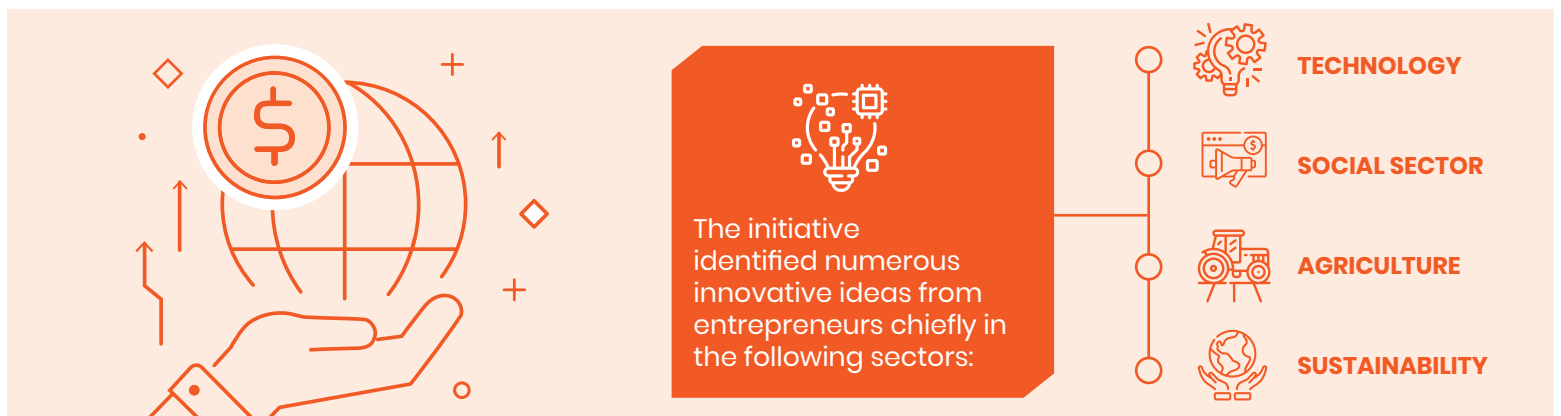 The initiative
identified numerous
innovative ideas from
entrepreneurs chiefly in
the following sectors:
TECHNOLOGY
SOCIAL SECTOR
AGRICULTURE
SUSTAINABILITY